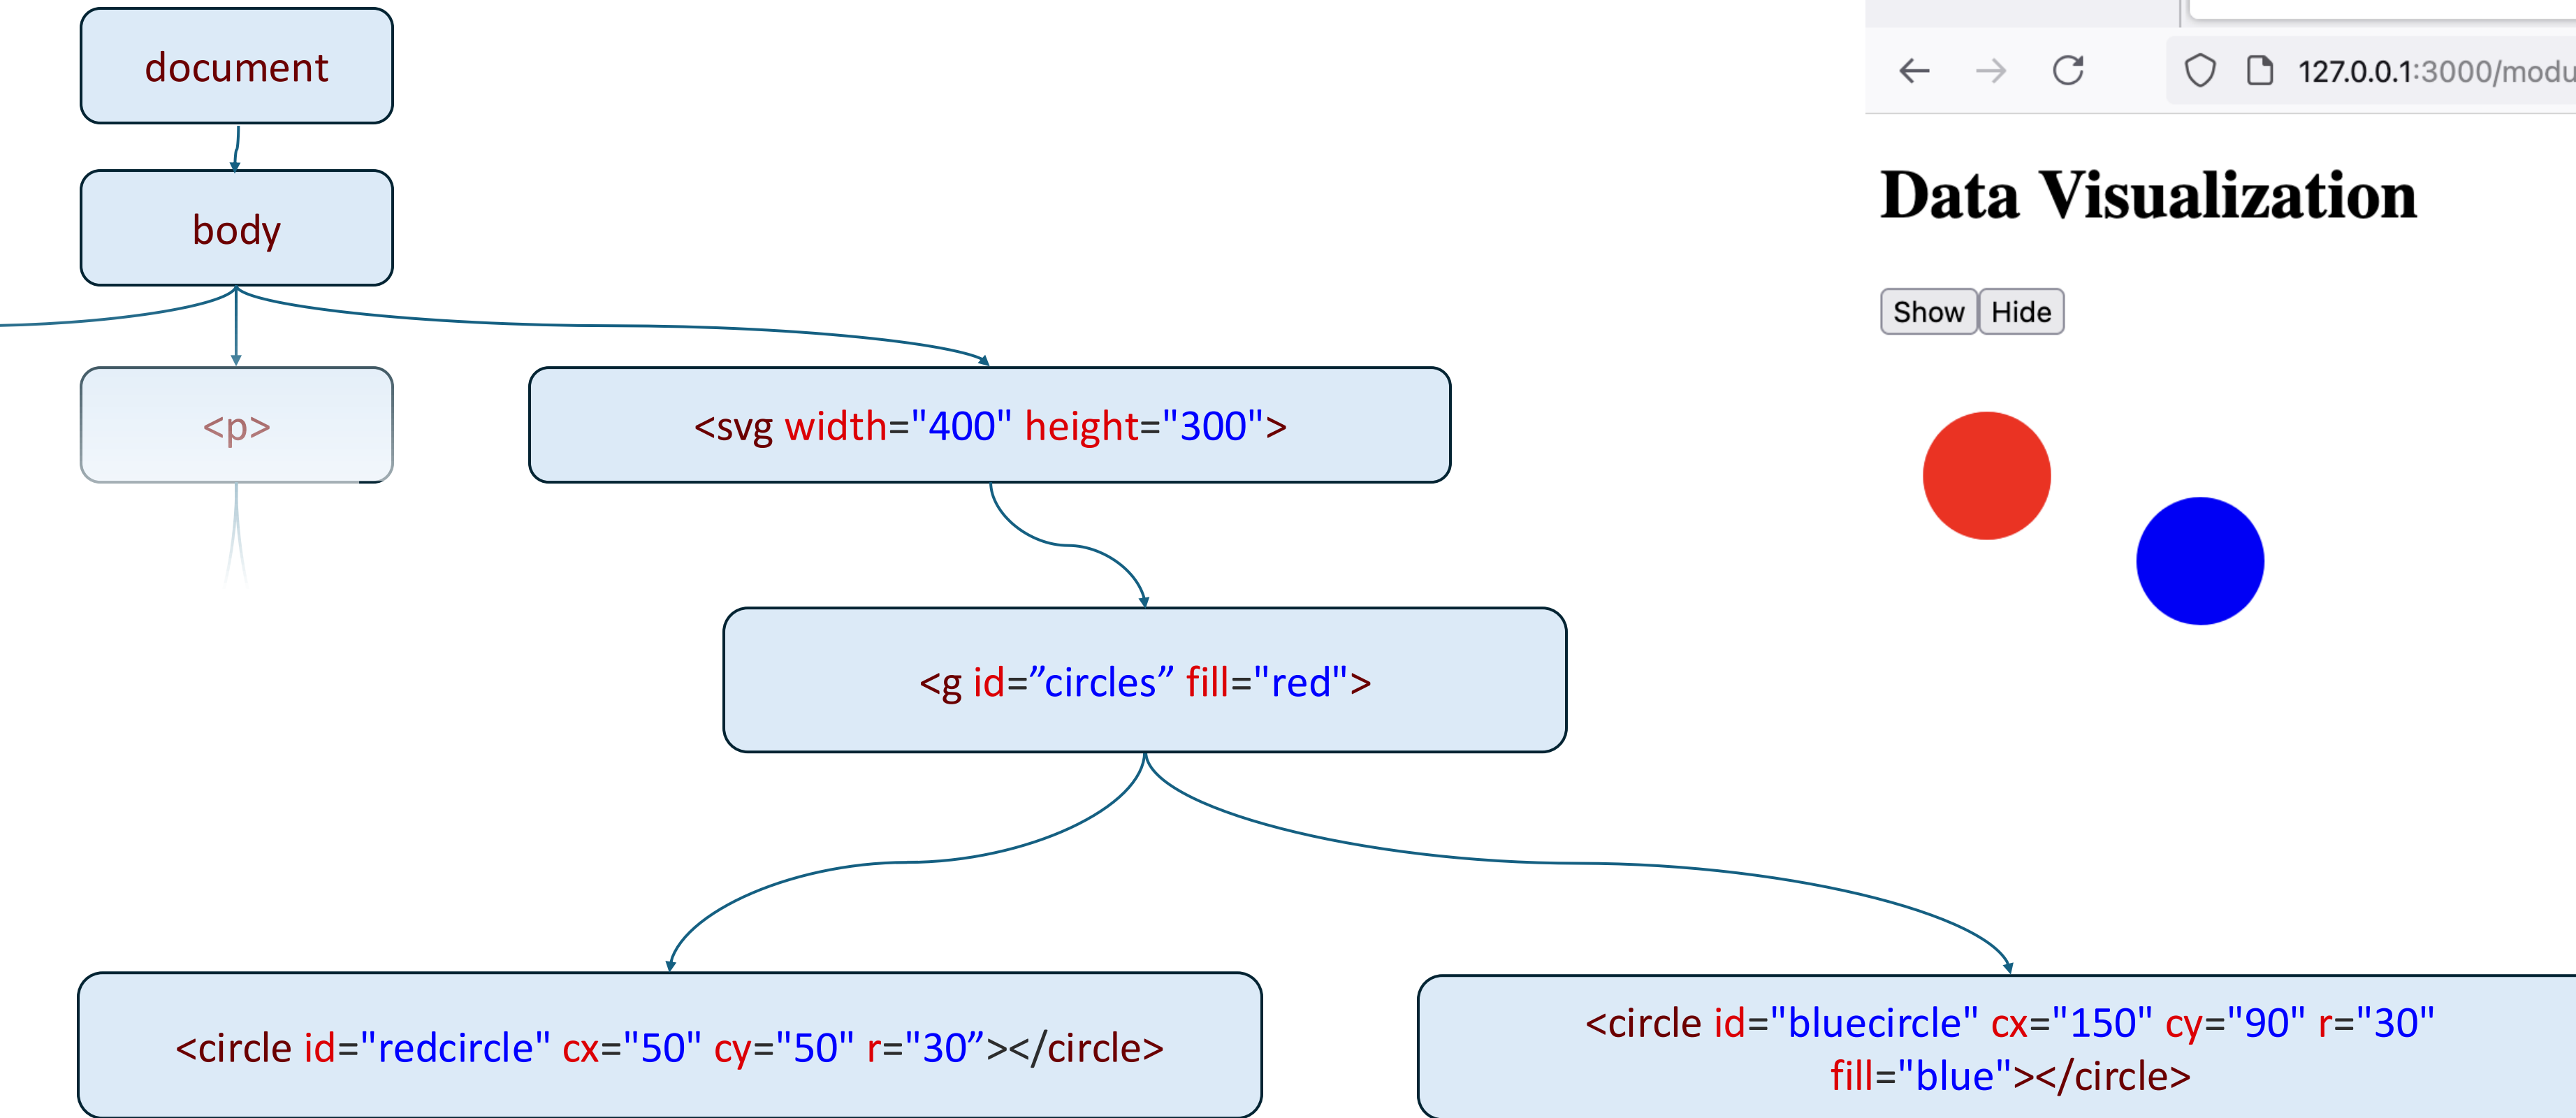 document
body
<p>
<svg width="400" height="300">
<g id=”circles” fill="red">
<circle id="redcircle" cx="50" cy="50" r="30”></circle>
<circle id="bluecircle" cx="150" cy="90" r="30"
fill="blue"></circle>
127.0.0.1:3000/modu
Data Visualization
Show Hide